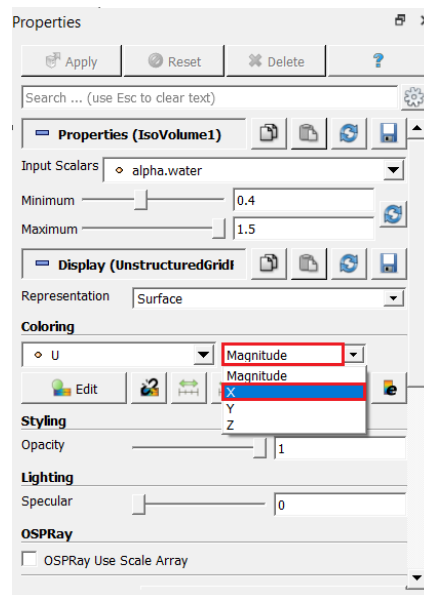 Properties
Apply Reset Delete ?
Search ... (use Esc to clear text)
Properties (IsoVolume1)
Input Scalars alpha.water
Minimum 0.4
Maximum 1.5
Display (UnstructuredGridF
Representation Surface
Coloring
U Magnitude
Magnitude
Edit X
Y
Styling
Z
Opacity 1
Lighting
Specular 0
OSPRay
OSPRay Use Scale Array